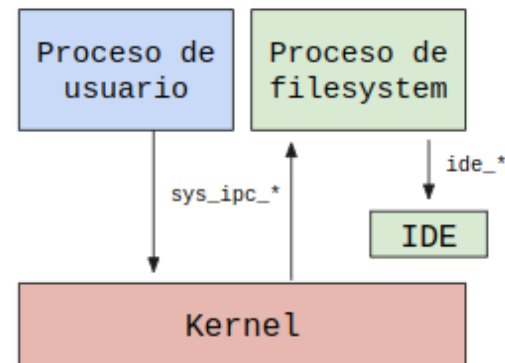 Proceso de
usuario
Proceso de
filesystem
sys_ipc_*
ide_*
IDE
Kernel